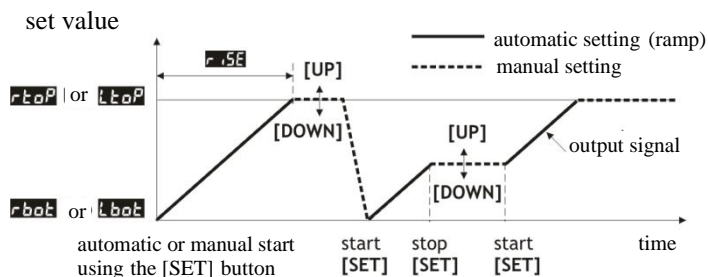 set value
automatic setting (ramp)
manual setting
riSE
[UP]
rtoP | or LtoP
[DOWN]
[UP]
output signal
[DOWN]
rbot or Lbot
time
automatic or manual start
using the [SET] button
start
[SET]
stop
[SET]
start
[SET]